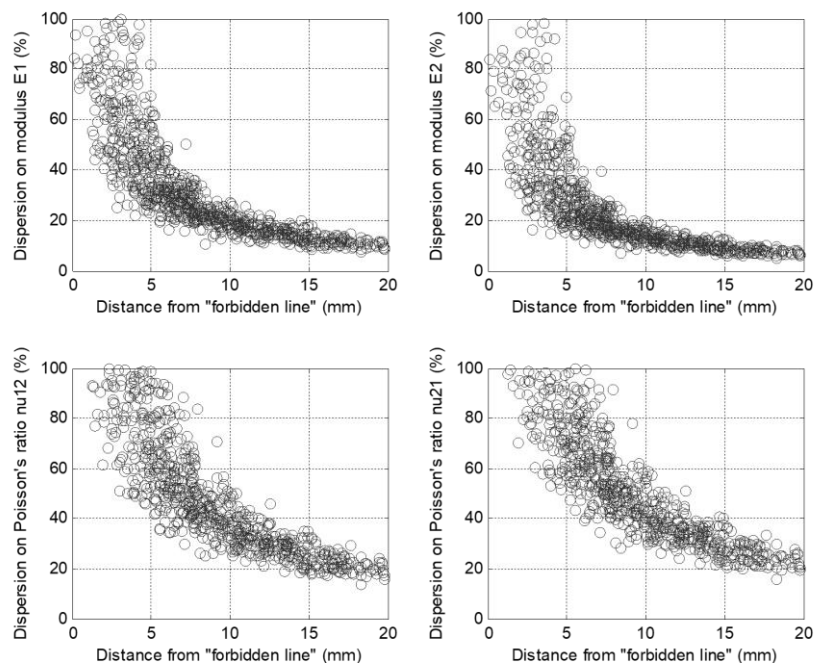 Dispersion on modulus E1 (%)
100
80
60
40
20
0
0 5 10 15 20
Distance from "forbidden line" (mm)
Dispersion on modulus E2 (%)
100
80
60
40
20
0
0 5 10 15 20
Distance from "forbidden line" (mm)
Dispersion on Poisson's ratio nu12 (%)
100
80
60
40
20
0
0 5 10 15 20
Distance from "forbidden line" (mm)
Dispersion on Poisson's ratio nu21 (%)
100
80
60
40
20
0
0 5 10 15 20
Distance from "forbidden line" (mm)